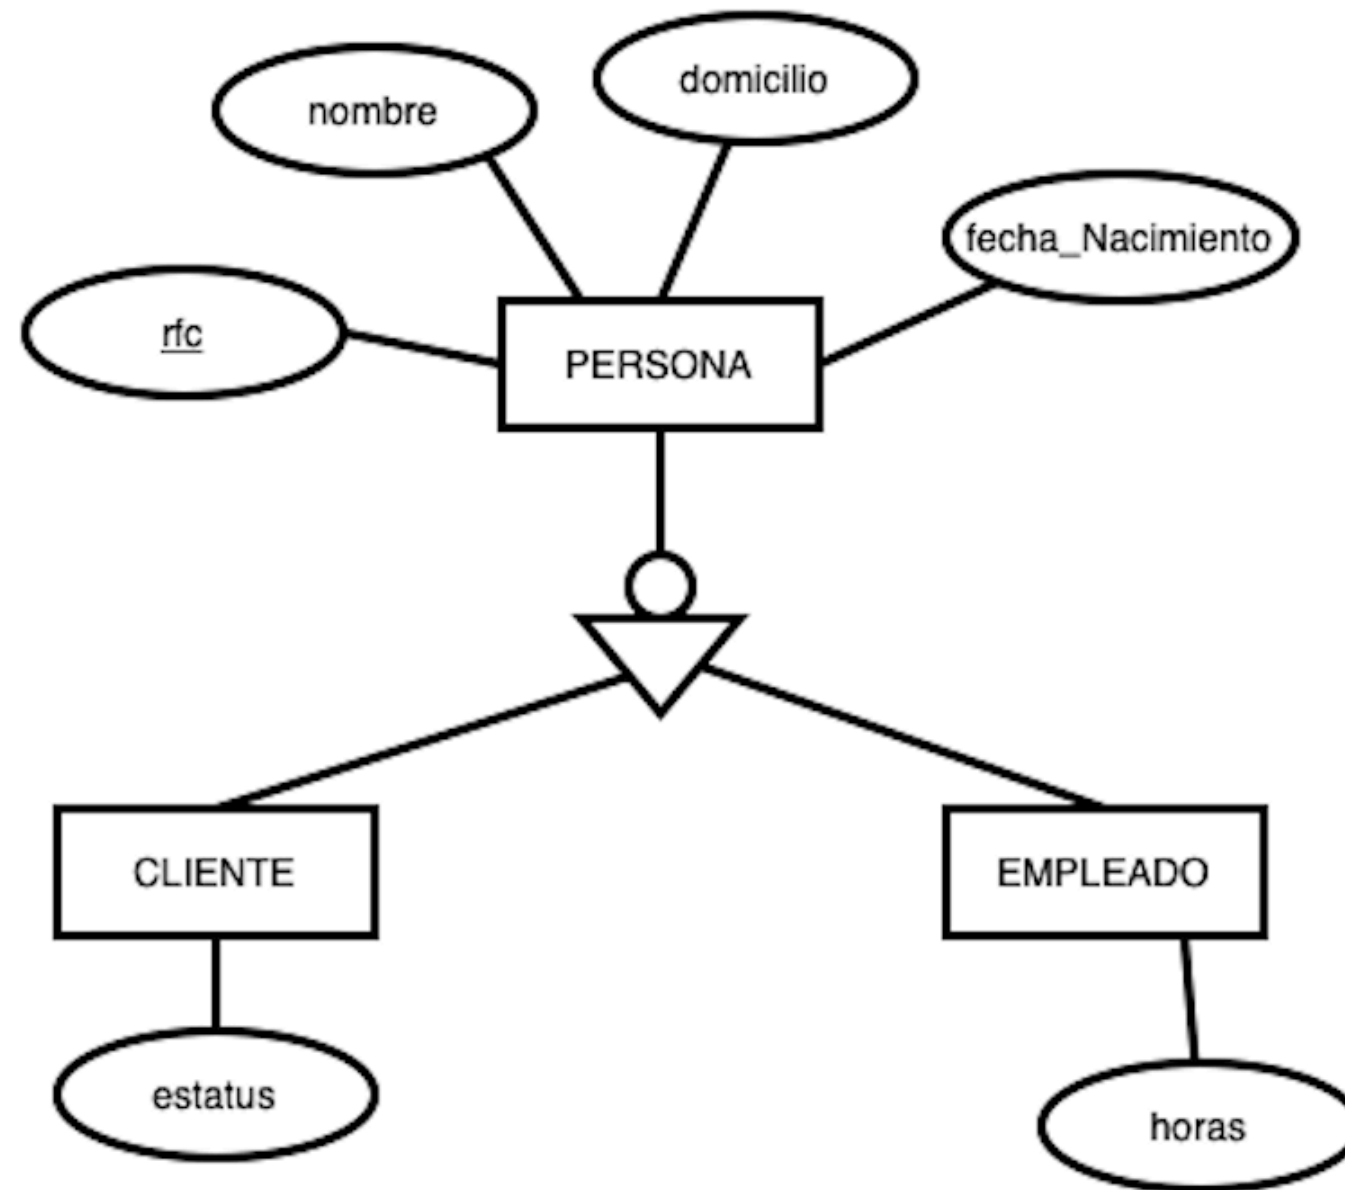 domicilio
nombre
fecha_Nacimiento
rfc
PERSONA
CLIENTE
EMPLEADO
estatus
horas